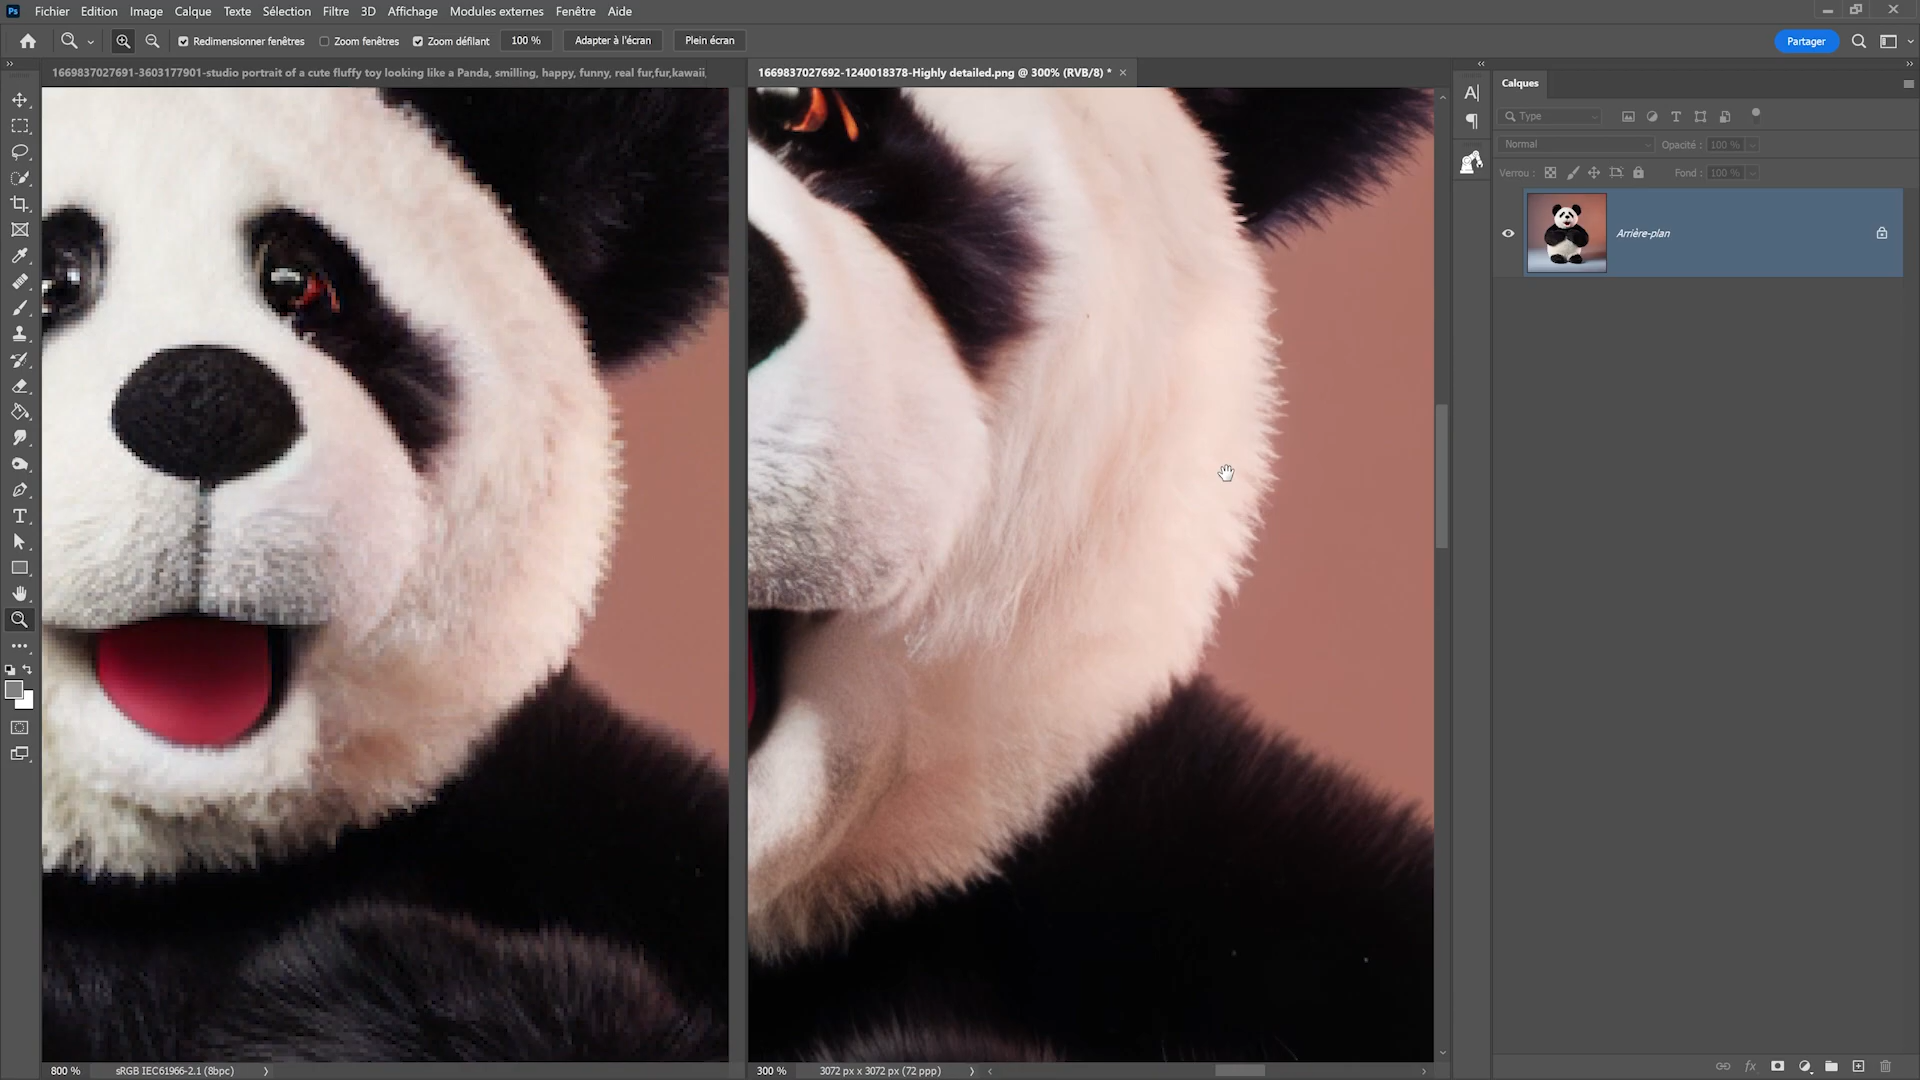 Ps Fichier Edition Image Calque Texte Sélection Filtre 3D Affichage Modules externes Fenêtre Aide
Redimensionner fenêtres Zoom fenêtres Zoom défilant 100 % Adapter à l'écran Plein écran Partager
1669837027691-3603177901-studio portrait of a cute fluffy toy looking like a Panda, smilling, happy, funny, real fur,fur,kawaii,
1669837027692-1240018378-Highly detailed.png @ 300% (RVB/8) *
Calques
Type
Normal Opacité : 100 %
Verrou : Fond : 100 %
Arrière-plan
800 % sRGB IEC61966-2.1 (8bpc)
300 % 3072 px x 3072 px (72 ppp)